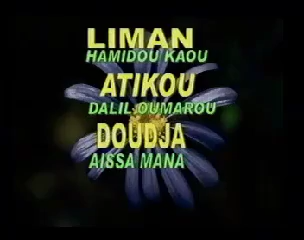 LIMAN
HAMIDOU KAOU
ATIKOU
DALIL OUMAROU
DOUDJA
AISSA MANA